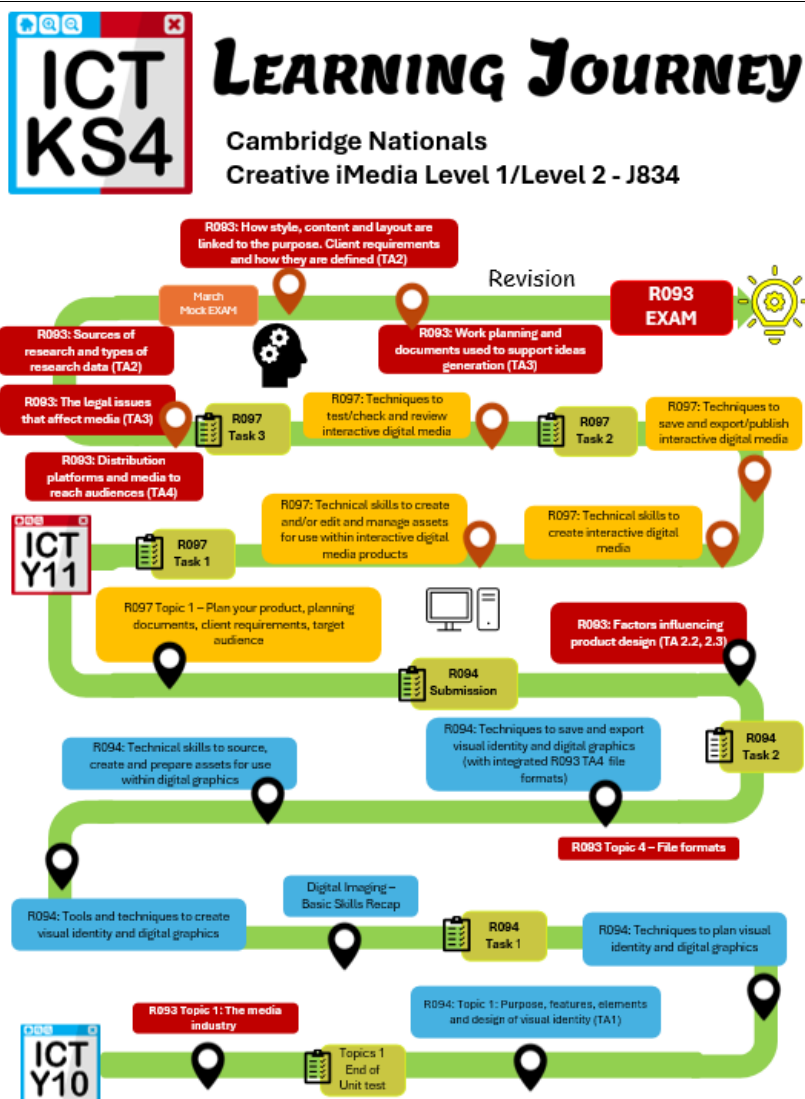 ICT
KS4
LEARNING JOURNEY
Cambridge Nationals
Creative iMedia Level 1/Level 2 - J834
R093: How style, content and layout are
linked to the purpose. Client requirements
and how they are defined (TA2)
Revision
March
Mock EXAM
R093
EXAM
R093: Sources of
research and types of
research data (TA2)
R093: Work planning and
documents used to support ideas
generation (TA3)
R093: The legal issues
that affect media (TA3)
R097
Task 3
R097: Techniques to
test/check and review
interactive digital media
R097
Task 2
R097: Techniques to
save and export/publish
interactive digital media
R093: Distribution
platforms and media to
reach audiences (TA4)
ICT
Y11
R097
Task 1
R097: Technical skills to create
and/or edit and manage assets
for use within interactive digital
media products
R097: Technical skills to
create interactive digital
media
R097 Topic 1 – Plan your product, planning
documents, client requirements, target
audience
R093: Factors influencing
product design (TA 2.2, 2.3)
R094
Submission
R094: Technical skills to source,
create and prepare assets for use
within digital graphics
R094: Techniques to save and export
visual identity and digital graphics
(with integrated R093 TA4 file
formats)
R094
Task 2
R093 Topic 4 – File formats
R094: Tools and techniques to create
visual identity and digital graphics
Digital Imaging –
Basic Skills Recap
R094
Task 1
R094: Techniques to plan visual
identity and digital graphics
ICT
Y10
R093 Topic 1: The media
industry
Topics 1
End of
Unit test
R094: Topic 1: Purpose, features, elements
and design of visual identity (TA1)